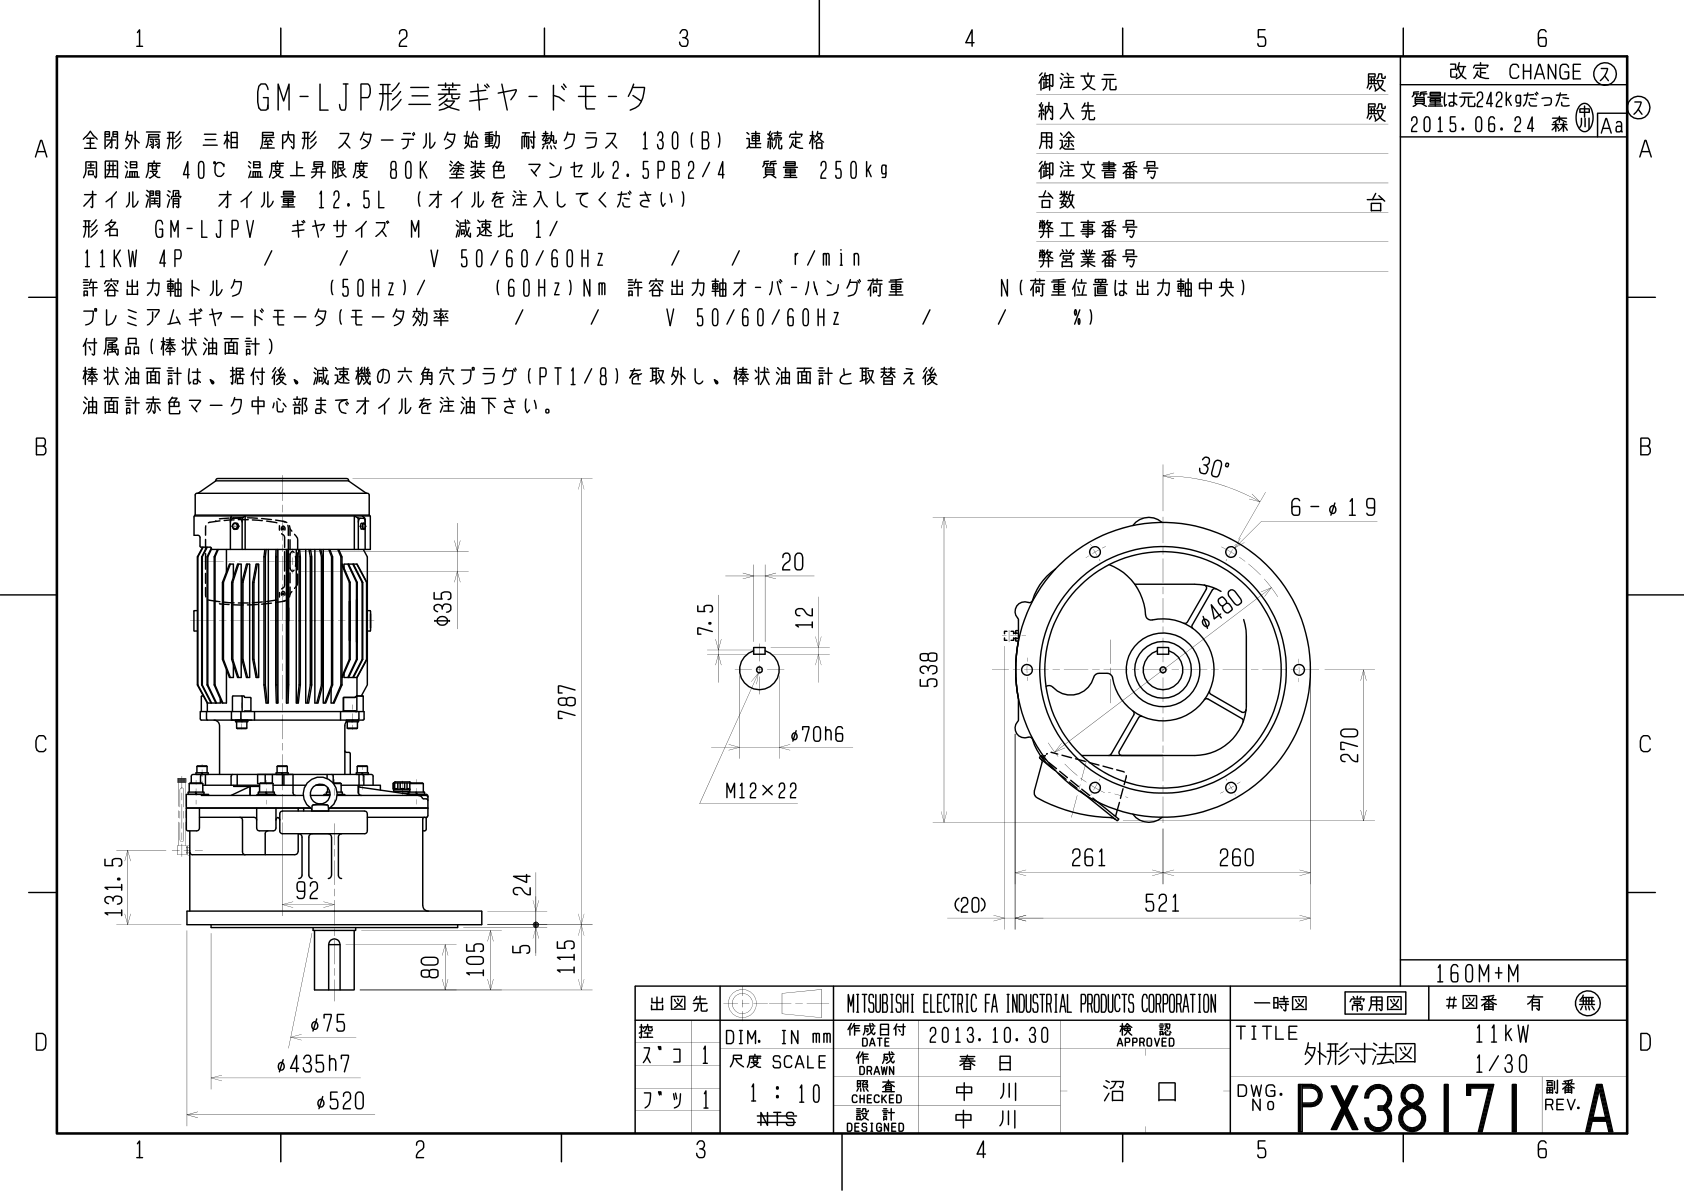 1 2 3 4 5 6
GM-LJP形三菱ギヤ-ドモ-タ
全閉外扇形 三相 屋内形 スターデルタ始動 耐熱クラス 130(B) 連続定格
周囲温度 40℃ 温度上昇限度 80K 塗装色 マンセル2.5PB2/4 質量 250kg
オイル潤滑 オイル量 12.5L (オイルを注入してください)
形名 GM-LJPV ギヤサイズ M 減速比 1/
11KW 4P / / V 50/60/60Hz / / r/min
許容出力軸トルク (50Hz)/ (60Hz)Nm 許容出力軸オ-バ-ハング荷重 N(荷重位置は出力軸中央)
プレミアムギヤードモータ(モータ効率 / / V 50/60/60Hz / / %)
付属品(棒状油面計)
棒状油面計は、据付後、減速機の六角穴プラグ(PT1/8)を取外し、棒状油面計と取替え後
油面計赤色マーク中心部までオイルを注油下さい。
御注文元 殿
納入先 殿
用途
御注文書番号
台数 台
弊工事番号
弊営業番号
改定 CHANGE ス
質量は元242kgだった
2015.06.24 森 中川 Aa
ス
A
B
C
D
A
B
C
D
Φ35
787
131.5
92
24
5
115
105
80
φ75
φ435h7
φ520
20
7.5
12
φ70h6
M12×22
30°
6-φ19
φ480
538
270
261
260
521
(20)
160M+M
出図先
控
ズコ 1
ブツ 1
DIM. IN mm
尺度 SCALE
1 : 10
NTS
MITSUBISHI ELECTRIC FA INDUSTRIAL PRODUCTS CORPORATION
作成日付 DATE 2013.10.30
作成 DRAWN 春日
照査 CHECKED 中川
設計 DESIGNED 中川
検認 APPROVED
沼口
一時図 常用図 #図番 有 無
TITLE
外形寸法図
11kW
1/30
DWG. No PX38171
副番 REV. A
1 2 3 4 5 6